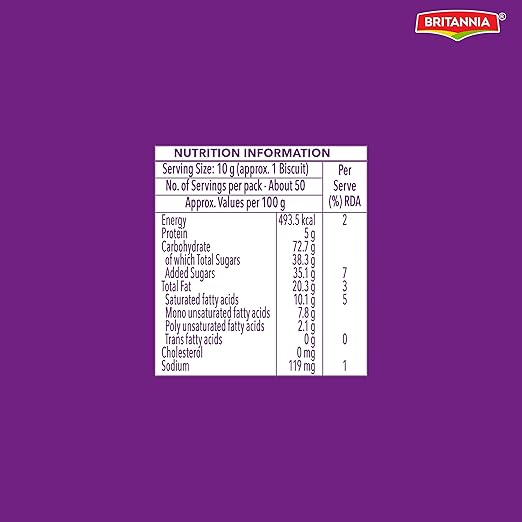 BRITANNIA®
NUTRITION INFORMATION
Serving Size: 10 g (approx. 1 Biscuit)
No. of Servings per pack - About 50
Approx. Values per 100 g
Per
Serve
(%) RDA
Energy 493.5 kcal 2
Protein 5 g
Carbohydrate 72.7 g
of which Total Sugars 38.3 g
Added Sugars 35.1 g 7
Total Fat 20.3 g 3
Saturated fatty acids 10.1 g 5
Mono unsaturated fatty acids 7.8 g
Poly unsaturated fatty acids 2.1 g
Trans fatty acids 0 g 0
Cholesterol 0 mg
Sodium 119 mg 1